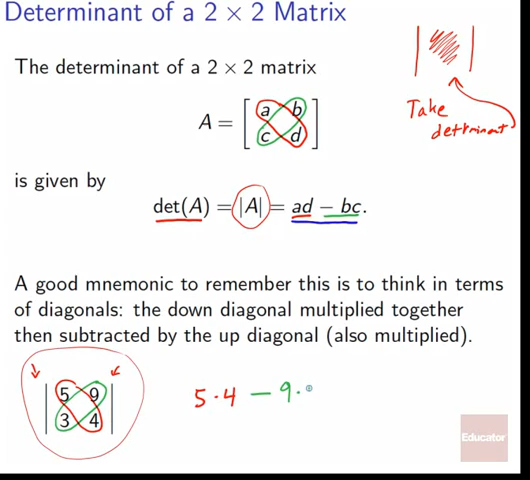 Determinant of a 2 × 2 Matrix
The determinant of a 2 × 2 matrix
Take
detrminant
A = [ a b
c d ]
is given by
det(A) = |A| = ad − bc.
A good mnemonic to remember this is to think in terms
of diagonals: the down diagonal multiplied together
then subtracted by the up diagonal (also multiplied).
| 5 9 |
| 3 4 |
5·4 − 9·
Educator